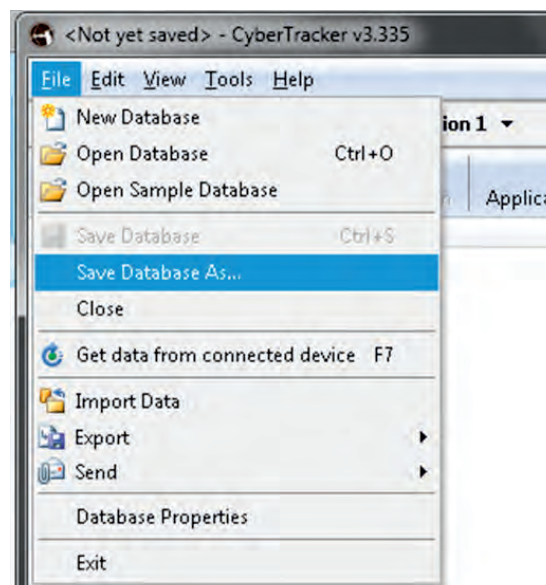 <Not yet saved> - CyberTracker v3.335
File Edit View Tools Help
New Database
ion 1
Open Database Ctrl+O
Open Sample Database
Applica
Save Database Ctrl+S
Save Database As...
Close
Get data from connected device F7
Import Data
Export
Send
Database Properties
Exit